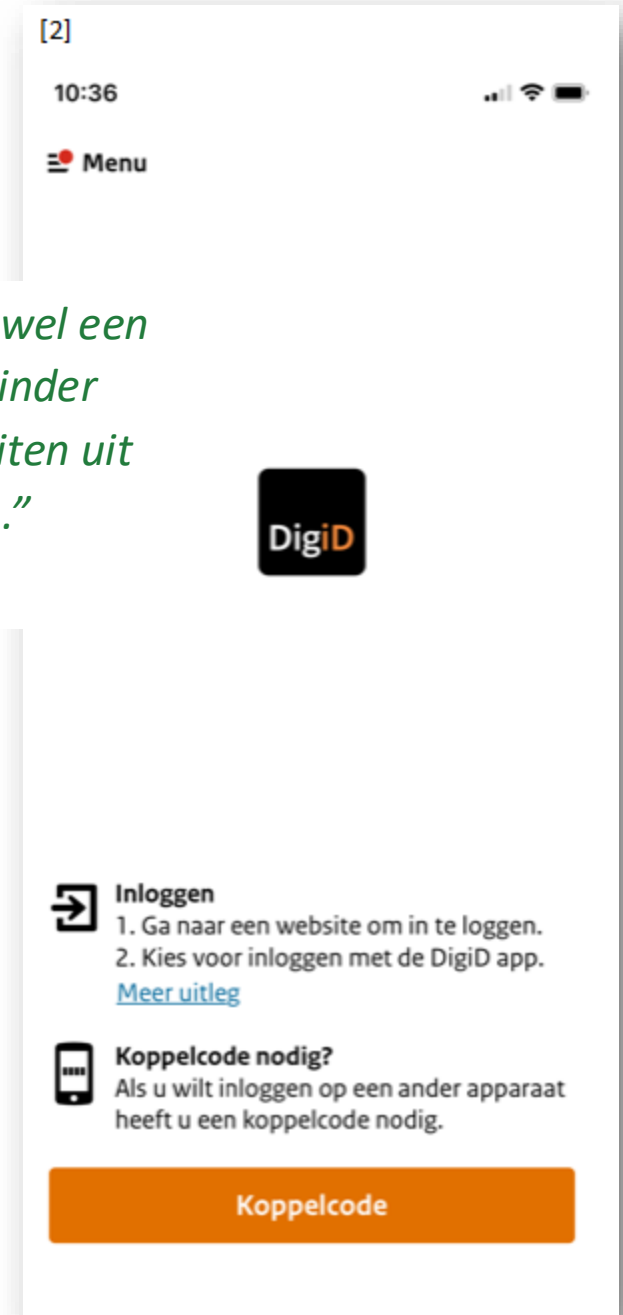 [2]
10:36
Menu
wel een
inder
iten uit
.”
DigiD
Inloggen
1. Ga naar een website om in te loggen.
2. Kies voor inloggen met de DigiD app.
Meer uitleg
Koppelcode nodig?
Als u wilt inloggen op een ander apparaat
heeft u een koppelcode nodig.
Koppelcode